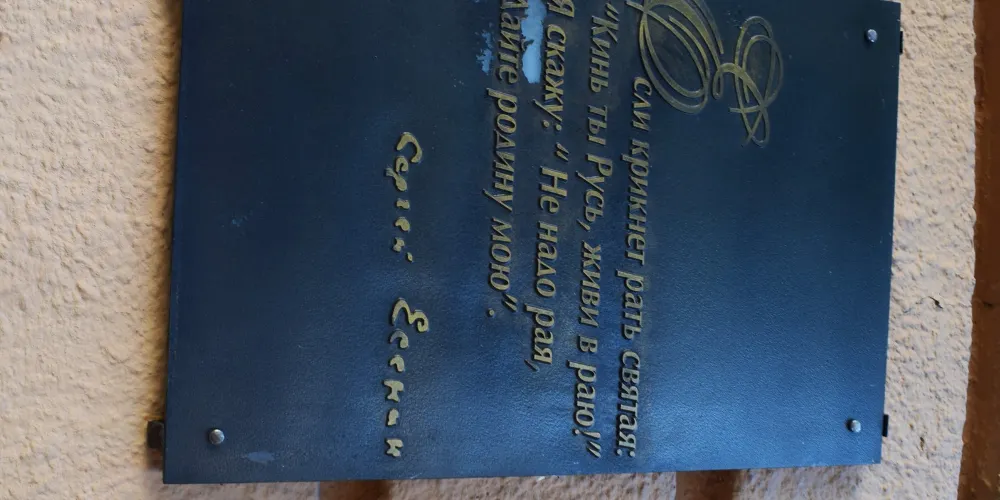 Если крикнет рать святая:
"Кинь ты Русь, живи в раю!"
Я скажу: "Не надо рая,
Дайте родину мою".
Сергей Есенин